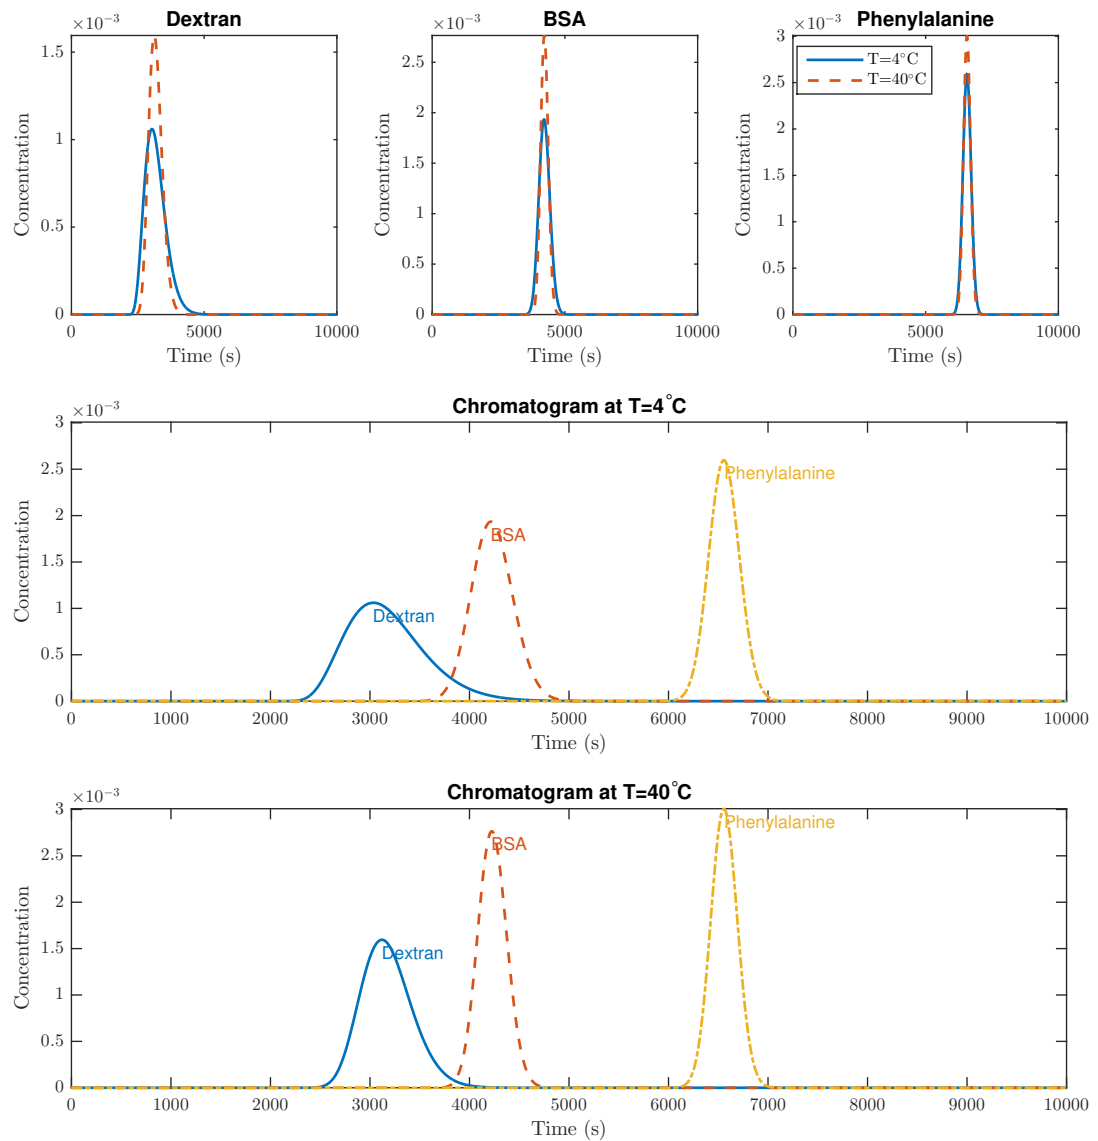 Dextran
×10⁻³
1.5
1
0.5
0
Concentration
0 5000 10000
Time (s)
BSA
×10⁻³
2.5
2
1.5
1
0.5
0
Concentration
0 5000 10000
Time (s)
Phenylalanine
×10⁻³
3
2.5
2
1.5
1
0.5
0
Concentration
T=4°C
T=40°C
0 5000 10000
Time (s)
Chromatogram at T=4°C
×10⁻³
3
2.5
2
1.5
1
0.5
0
Concentration
Phenylalanine
BSA
Dextran
0 1000 2000 3000 4000 5000 6000 7000 8000 9000 10000
Time (s)
Chromatogram at T=40°C
×10⁻³
3
2.5
2
1.5
1
0.5
0
Concentration
Phenylalanine
BSA
Dextran
0 1000 2000 3000 4000 5000 6000 7000 8000 9000 10000
Time (s)